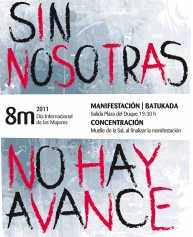 SIN
NOSOTRAS
8m
2011
Día Internacional
de las Mujeres
MANIFESTACIÓN | BATUKADA
Salida Plaza del Duque 19:30 h
CONCENTRACIÓN
Muelle de la Sal, al finalizar la manifestación
NO HAY
AVANCE